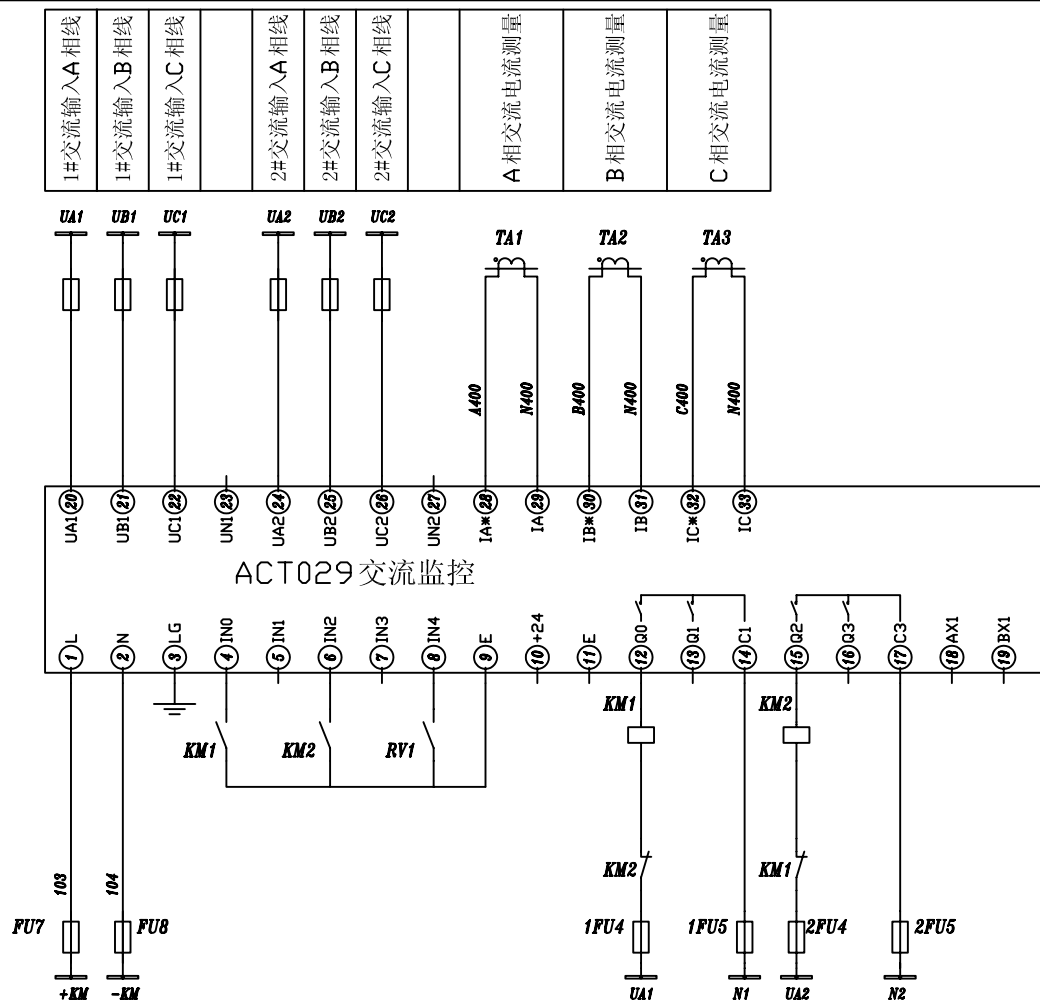 1#交流输入A相线
1#交流输入B相线
1#交流输入C相线
2#交流输入A相线
2#交流输入B相线
2#交流输入C相线
A相交流电流测量
B相交流电流测量
C相交流电流测量
UA1 UB1 UC1 UA2 UB2 UC2
TA1 TA2 TA3
A400 N400 B400 N400 C400 N400
20 21 22 23 24 25 26 27 28 29 30 31 32 33
UA1 UB1 UC1 UN1 UA2 UB2 UC2 UN2 IA* IA IB* IB IC* IC
ACT029交流监控
L N LG IN0 IN1 IN2 IN3 IN4 E +24 E Q0 Q1 C1 Q2 Q3 C3 AX1 BX1
1 2 3 4 5 6 7 8 9 10 11 12 13 14 15 16 17 18 19
KM1 KM2
KM1 KM2 RV1
KM2 KM1
103 104
FU7 FU8 1FU4 1FU5 2FU4 2FU5
+KM -KM UA1 N1 UA2 N2